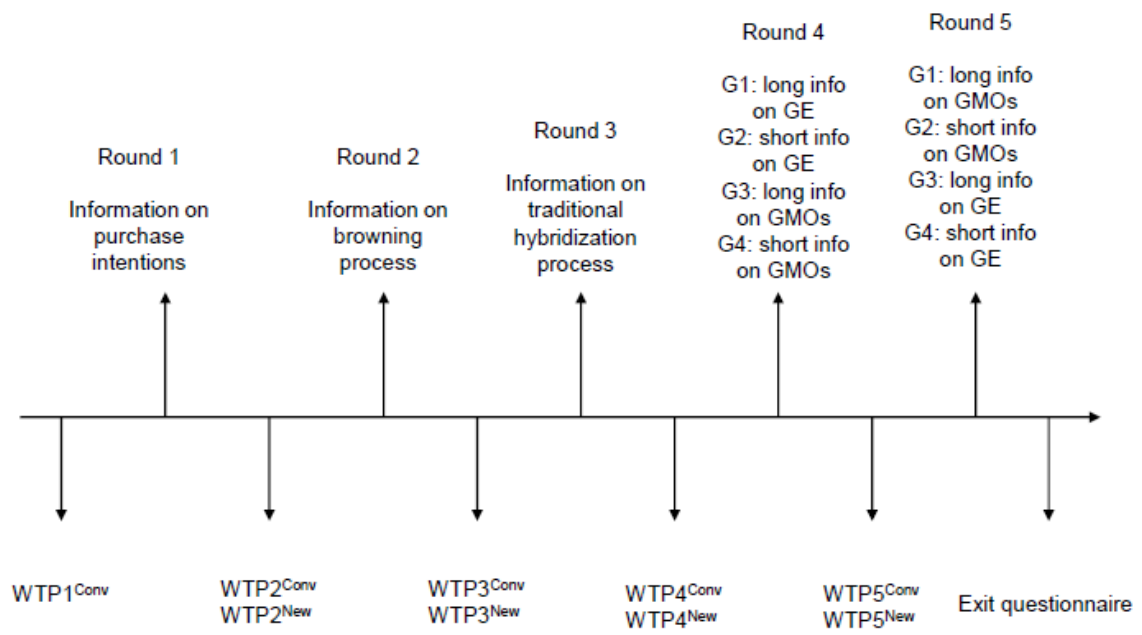 Round 1
Information on
purchase
intentions
Round 2
Information on
browning
process
Round 3
Information on
traditional
hybridization
process
Round 4
G1: long info
on GE
G2: short info
on GE
G3: long info
on GMOs
G4: short info
on GMOs
Round 5
G1: long info
on GMOs
G2: short info
on GMOs
G3: long info
on GE
G4: short info
on GE
WTP1Conv
WTP2Conv
WTP2New
WTP3Conv
WTP3New
WTP4Conv
WTP4New
WTP5Conv
WTP5New
Exit questionnaire